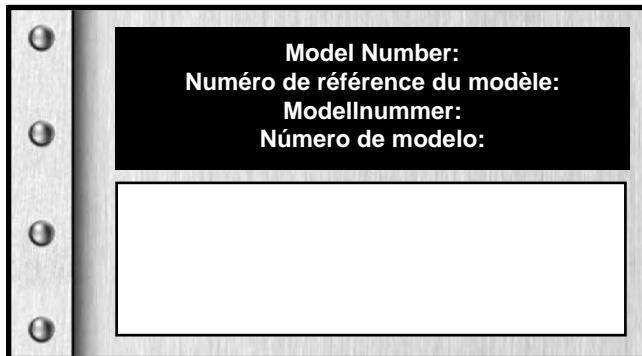 Model Number:
Numéro de référence du modèle:
Modellnummer:
Número de modelo: